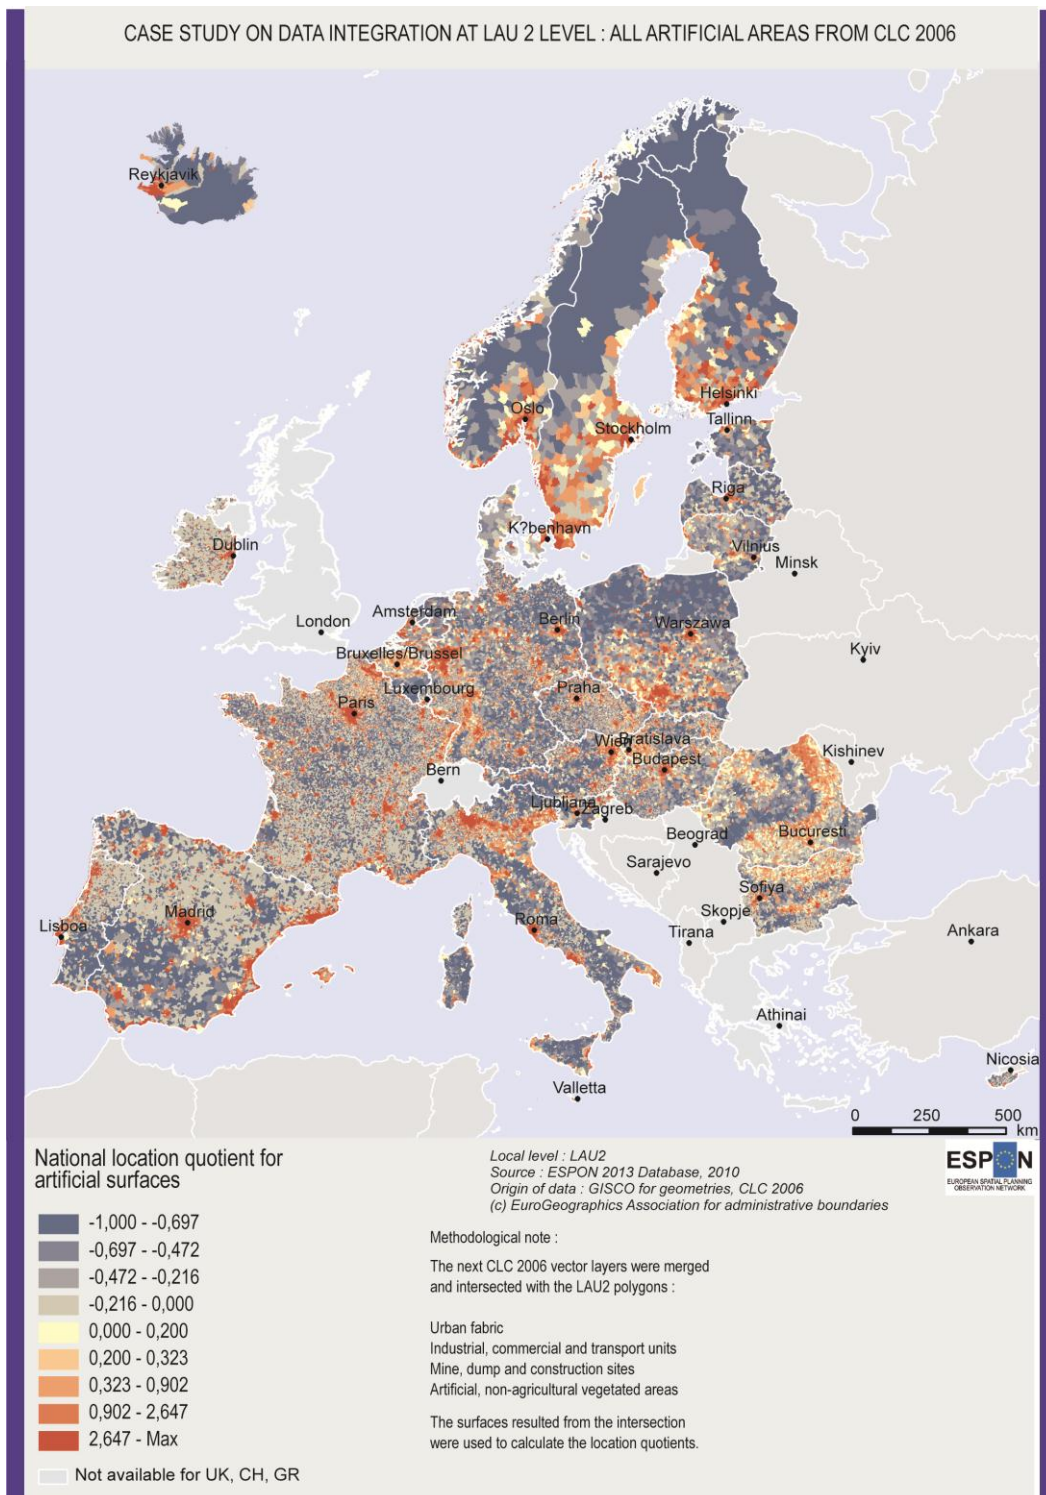 CASE STUDY ON DATA INTEGRATION AT LAU 2 LEVEL : ALL ARTIFICIAL AREAS FROM CLC 2006
Reykjavik
Oslo
Helsinki
Tallinn
Stockholm
Riga
K?benhavn
Dublin
Vilnius
Minsk
London
Amsterdam
Berlin
Warszawa
Bruxelles/Brussel
Kyiv
Luxembourg
Praha
Paris
Wien
Bratislava
Kishinev
Budapest
Bern
Ljubljana
Zagreb
Beograd
Bucuresti
Sarajevo
Sofiya
Madrid
Skopje
Lisboa
Roma
Tirana
Ankara
Athinai
Nicosia
Valletta
0 250 500
km
National location quotient for
artificial surfaces
-1,000 - -0,697
-0,697 - -0,472
-0,472 - -0,216
-0,216 - 0,000
0,000 - 0,200
0,200 - 0,323
0,323 - 0,902
0,902 - 2,647
2,647 - Max
Not available for UK, CH, GR
Local level : LAU2
Source : ESPON 2013 Database, 2010
Origin of data : GISCO for geometries, CLC 2006
(c) EuroGeographics Association for administrative boundaries
Methodological note :
The next CLC 2006 vector layers were merged
and intersected with the LAU2 polygons :
Urban fabric
Industrial, commercial and transport units
Mine, dump and construction sites
Artificial, non-agricultural vegetated areas
The surfaces resulted from the intersection
were used to calculate the location quotients.
ESPON
EUROPEAN SPATIAL PLANNING
OBSERVATION NETWORK